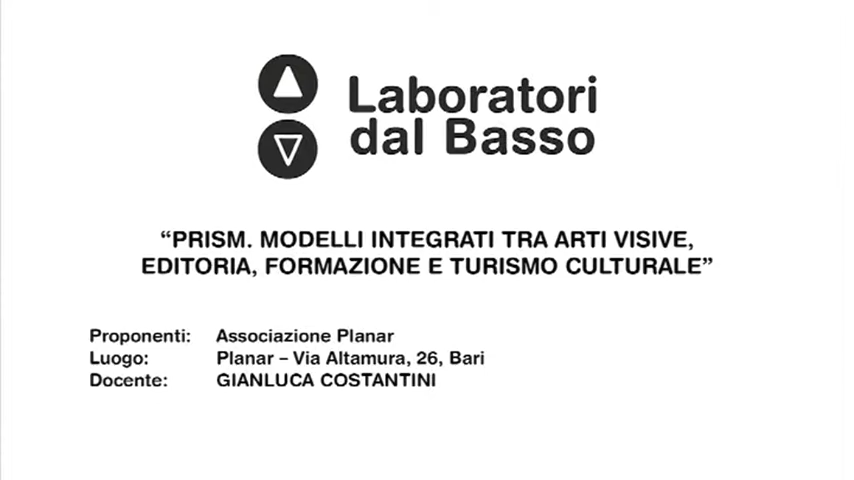 Laboratori
dal Basso
“PRISM. MODELLI INTEGRATI TRA ARTI VISIVE,
EDITORIA, FORMAZIONE E TURISMO CULTURALE”
Proponenti: Associazione Planar
Luogo: Planar – Via Altamura, 26, Bari
Docente: GIANLUCA COSTANTINI